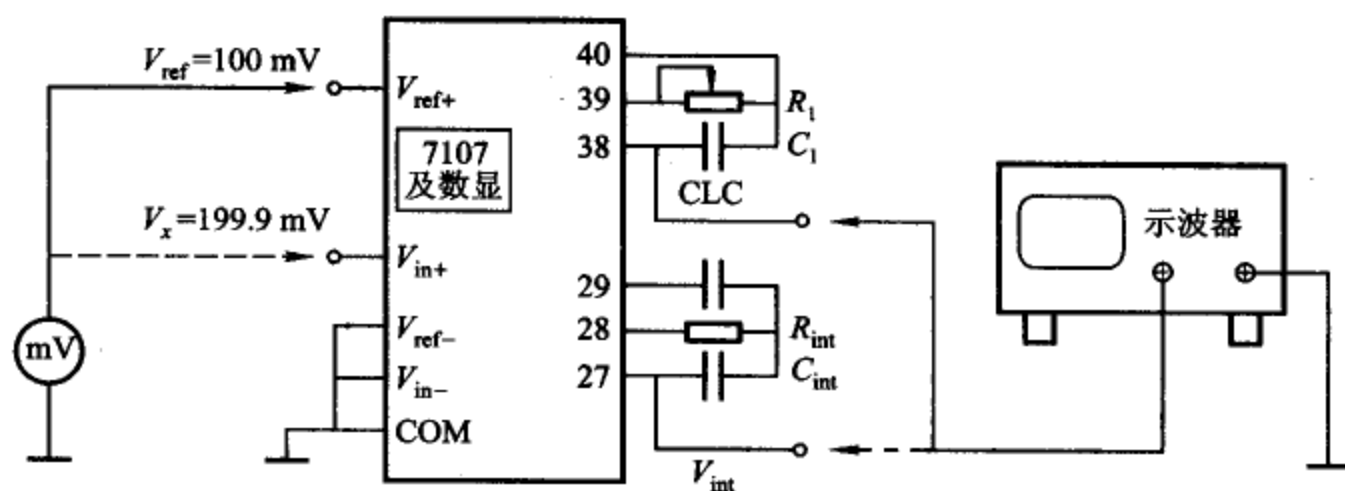 V_ref=100 mV
V_x=199.9 mV
mV
V_ref+
7107
及数显
V_in+
V_ref−
V_in−
COM
40
39
38
29
28
27
R_1
C_1
CLC
R_int
C_int
V_int
示波器